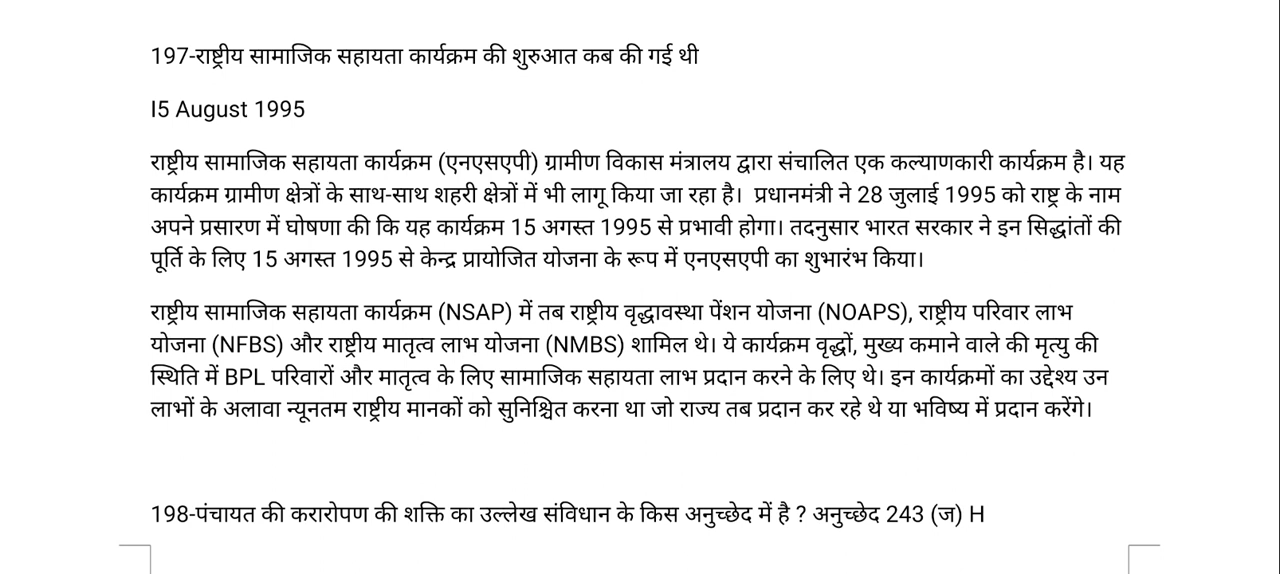 197-राष्ट्रीय सामाजिक सहायता कार्यक्रम की शुरुआत कब की गई थी
I5 August 1995
राष्ट्रीय सामाजिक सहायता कार्यक्रम (एनएसएपी) ग्रामीण विकास मंत्रालय द्वारा संचालित एक कल्याणकारी कार्यक्रम है। यह
कार्यक्रम ग्रामीण क्षेत्रों के साथ-साथ शहरी क्षेत्रों में भी लागू किया जा रहा है। प्रधानमंत्री ने 28 जुलाई 1995 को राष्ट्र के नाम
अपने प्रसारण में घोषणा की कि यह कार्यक्रम 15 अगस्त 1995 से प्रभावी होगा। तदनुसार भारत सरकार ने इन सिद्धांतों की
पूर्ति के लिए 15 अगस्त 1995 से केन्द्र प्रायोजित योजना के रूप में एनएसएपी का शुभारंभ किया।
राष्ट्रीय सामाजिक सहायता कार्यक्रम (NSAP) में तब राष्ट्रीय वृद्धावस्था पेंशन योजना (NOAPS), राष्ट्रीय परिवार लाभ
योजना (NFBS) और राष्ट्रीय मातृत्व लाभ योजना (NMBS) शामिल थे। ये कार्यक्रम वृद्धों, मुख्य कमाने वाले की मृत्यु की
स्थिति में BPL परिवारों और मातृत्व के लिए सामाजिक सहायता लाभ प्रदान करने के लिए थे। इन कार्यक्रमों का उद्देश्य उन
लाभों के अलावा न्यूनतम राष्ट्रीय मानकों को सुनिश्चित करना था जो राज्य तब प्रदान कर रहे थे या भविष्य में प्रदान करेंगे।
198-पंचायत की करारोपण की शक्ति का उल्लेख संविधान के किस अनुच्छेद में है ? अनुच्छेद 243 (ज) H